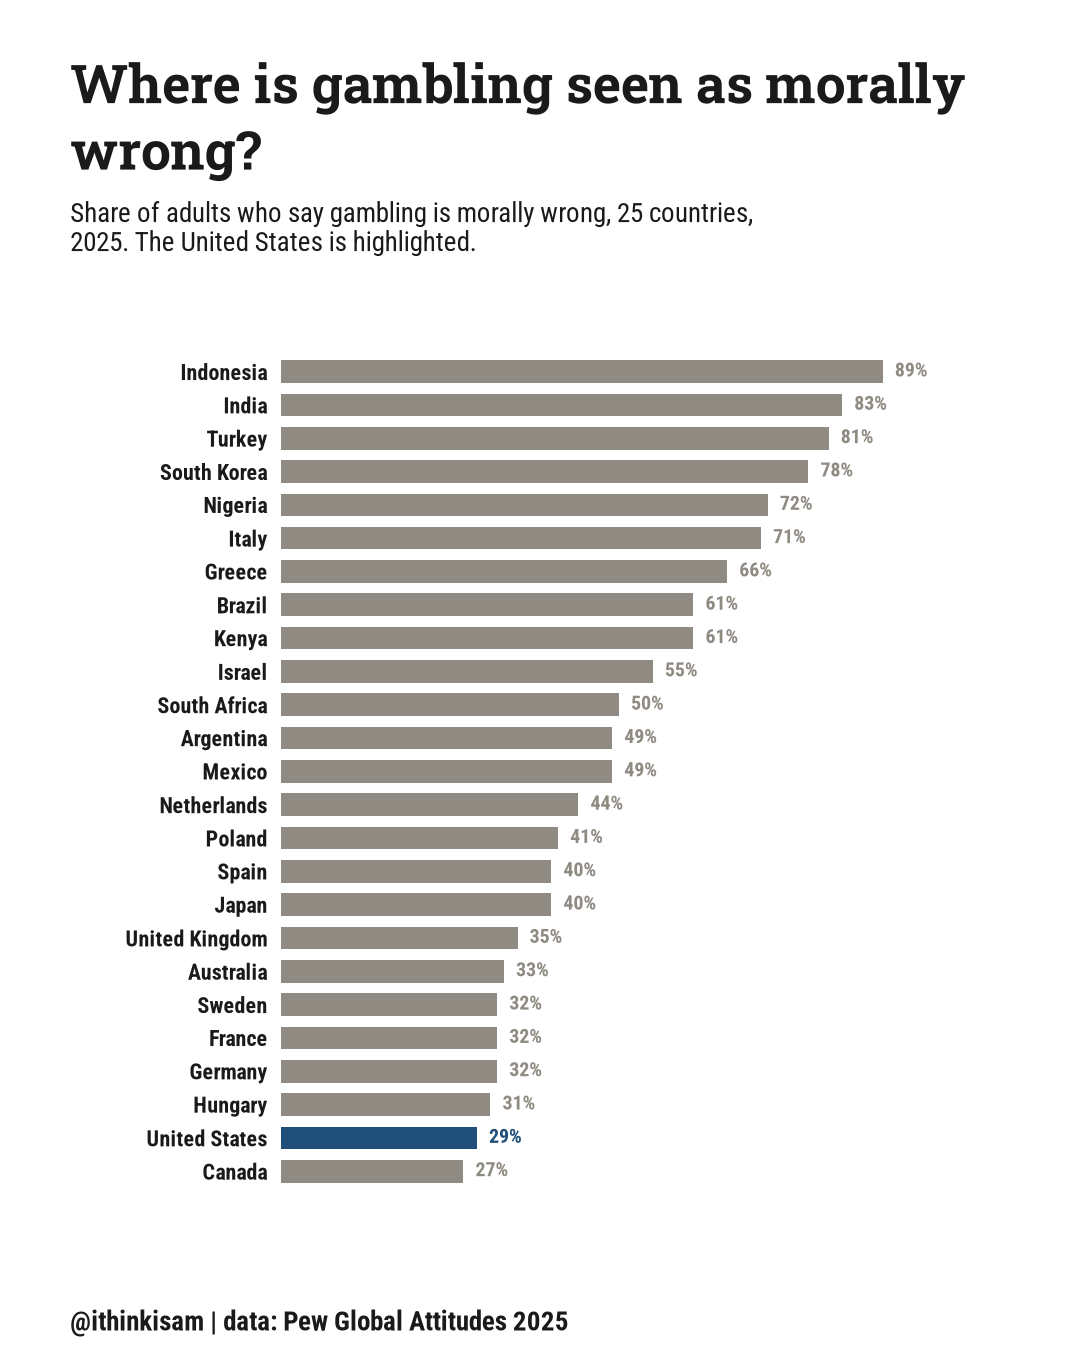 Where is gambling seen as morally
wrong?
Share of adults who say gambling is morally wrong, 25 countries,
2025. The United States is highlighted.
Indonesia 89%
India 83%
Turkey 81%
South Korea 78%
Nigeria 72%
Italy 71%
Greece 66%
Brazil 61%
Kenya 61%
Israel 55%
South Africa 50%
Argentina 49%
Mexico 49%
Netherlands 44%
Poland 41%
Spain 40%
Japan 40%
United Kingdom 35%
Australia 33%
Sweden 32%
France 32%
Germany 32%
Hungary 31%
United States 29%
Canada 27%
@ithinkisam | data: Pew Global Attitudes 2025